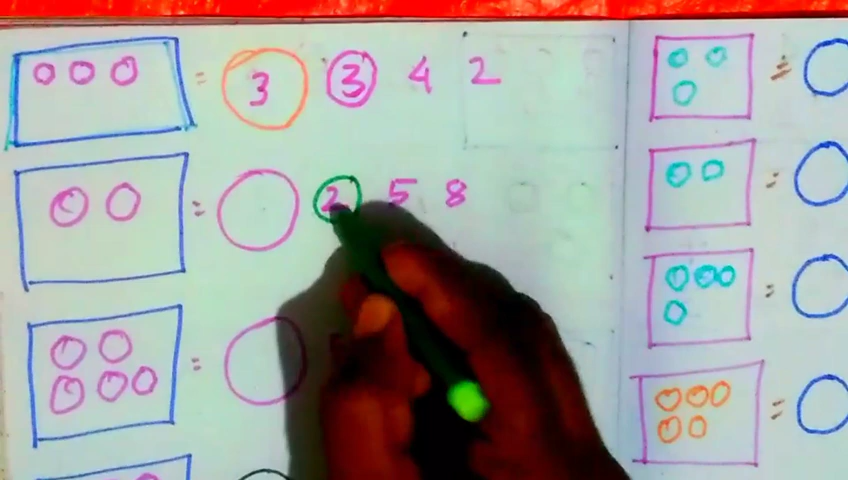 = 3 3 4 2
= 2 5 8
=
=
=
=
=